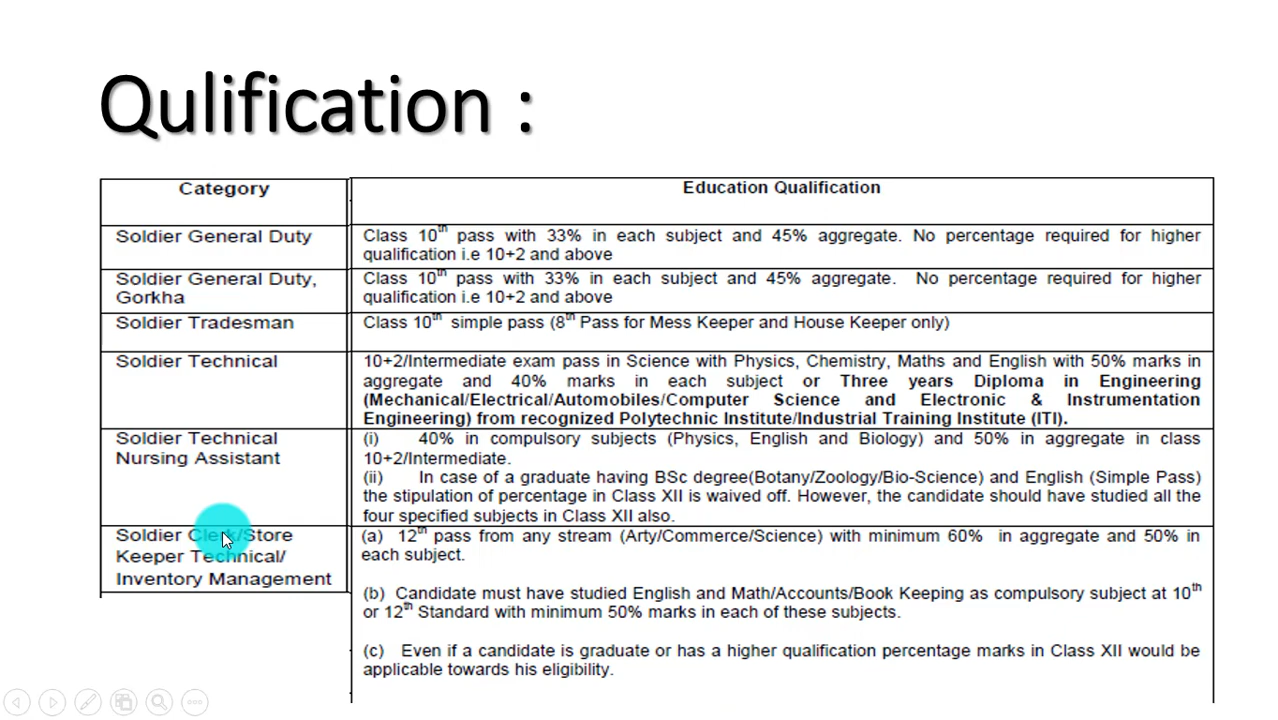 Qulification :
Category
Education Qualification
Soldier General Duty
Class 10th pass with 33% in each subject and 45% aggregate. No percentage required for higher
qualification i.e 10+2 and above
Soldier General Duty,
Gorkha
Class 10th pass with 33% in each subject and 45% aggregate. No percentage required for higher
qualification i.e 10+2 and above
Soldier Tradesman
Class 10th simple pass (8th Pass for Mess Keeper and House Keeper only)
Soldier Technical
10+2/Intermediate exam pass in Science with Physics, Chemistry, Maths and English with 50% marks in
aggregate and 40% marks in each subject or Three years Diploma in Engineering
(Mechanical/Electrical/Automobiles/Computer Science and Electronic & Instrumentation
Engineering) from recognized Polytechnic Institute/Industrial Training Institute (ITI).
Soldier Technical
Nursing Assistant
(i) 40% in compulsory subjects (Physics, English and Biology) and 50% in aggregate in class
10+2/Intermediate.
(ii) In case of a graduate having BSc degree(Botany/Zoology/Bio-Science) and English (Simple Pass)
the stipulation of percentage in Class XII is waived off. However, the candidate should have studied all the
four specified subjects in Class XII also.
Soldier Clerk/Store
Keeper Technical/
Inventory Management
(a) 12th pass from any stream (Arty/Commerce/Science) with minimum 60% in aggregate and 50% in
each subject.
(b) Candidate must have studied English and Math/Accounts/Book Keeping as compulsory subject at 10th
or 12th Standard with minimum 50% marks in each of these subjects.
(c) Even if a candidate is graduate or has a higher qualification percentage marks in Class XII would be
applicable towards his eligibility.